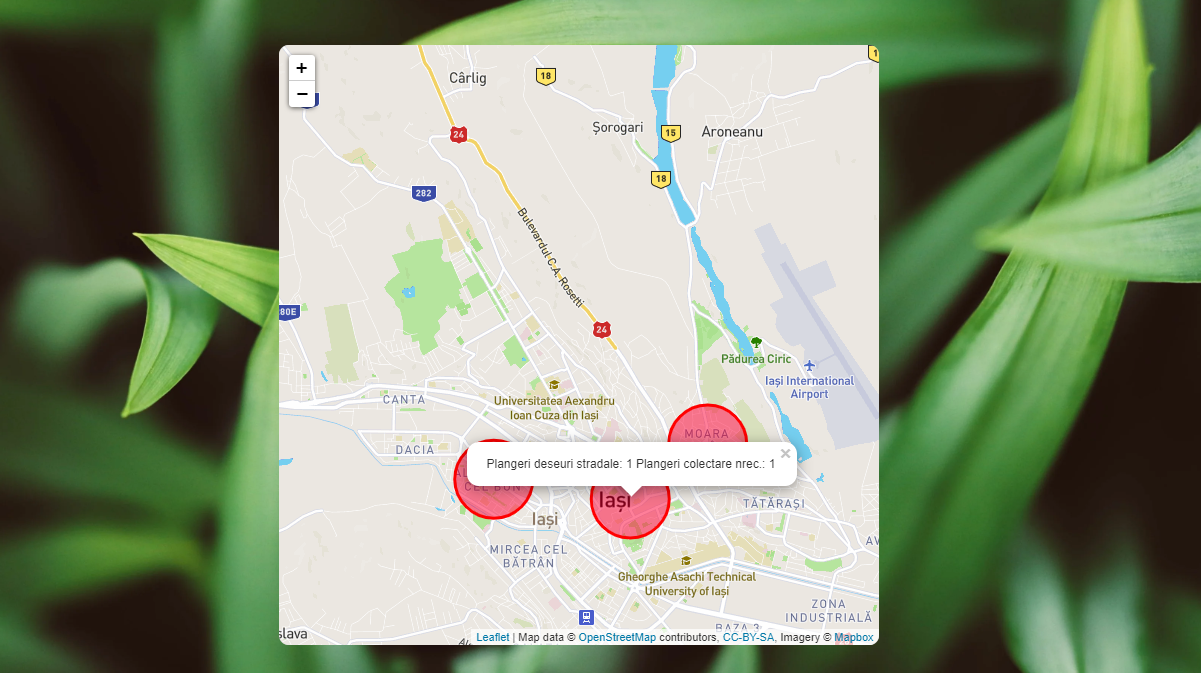 +
−
Cârlig
18
Șorogari
15
Aroneanu
24
18
282
Bulevardul C.A. Rosetti
80E
24
Pădurea Ciric
Iași International
Airport
Universitatea Aexandru
Ioan Cuza din Iași
CANTA
MOARA
DACIA
×
Plangeri deseuri stradale: 1 Plangeri colectare nrec.: 1
CEL BUN
Iași
TĂTĂRAȘI
Iași
MIRCEA CEL
BĂTRÂN
Gheorghe Asachi Technical
University of Iași
ZONA
INDUSTRIALĂ
BAZA 3
slava
Leaflet | Map data © OpenStreetMap contributors, CC-BY-SA, Imagery © Mapbox